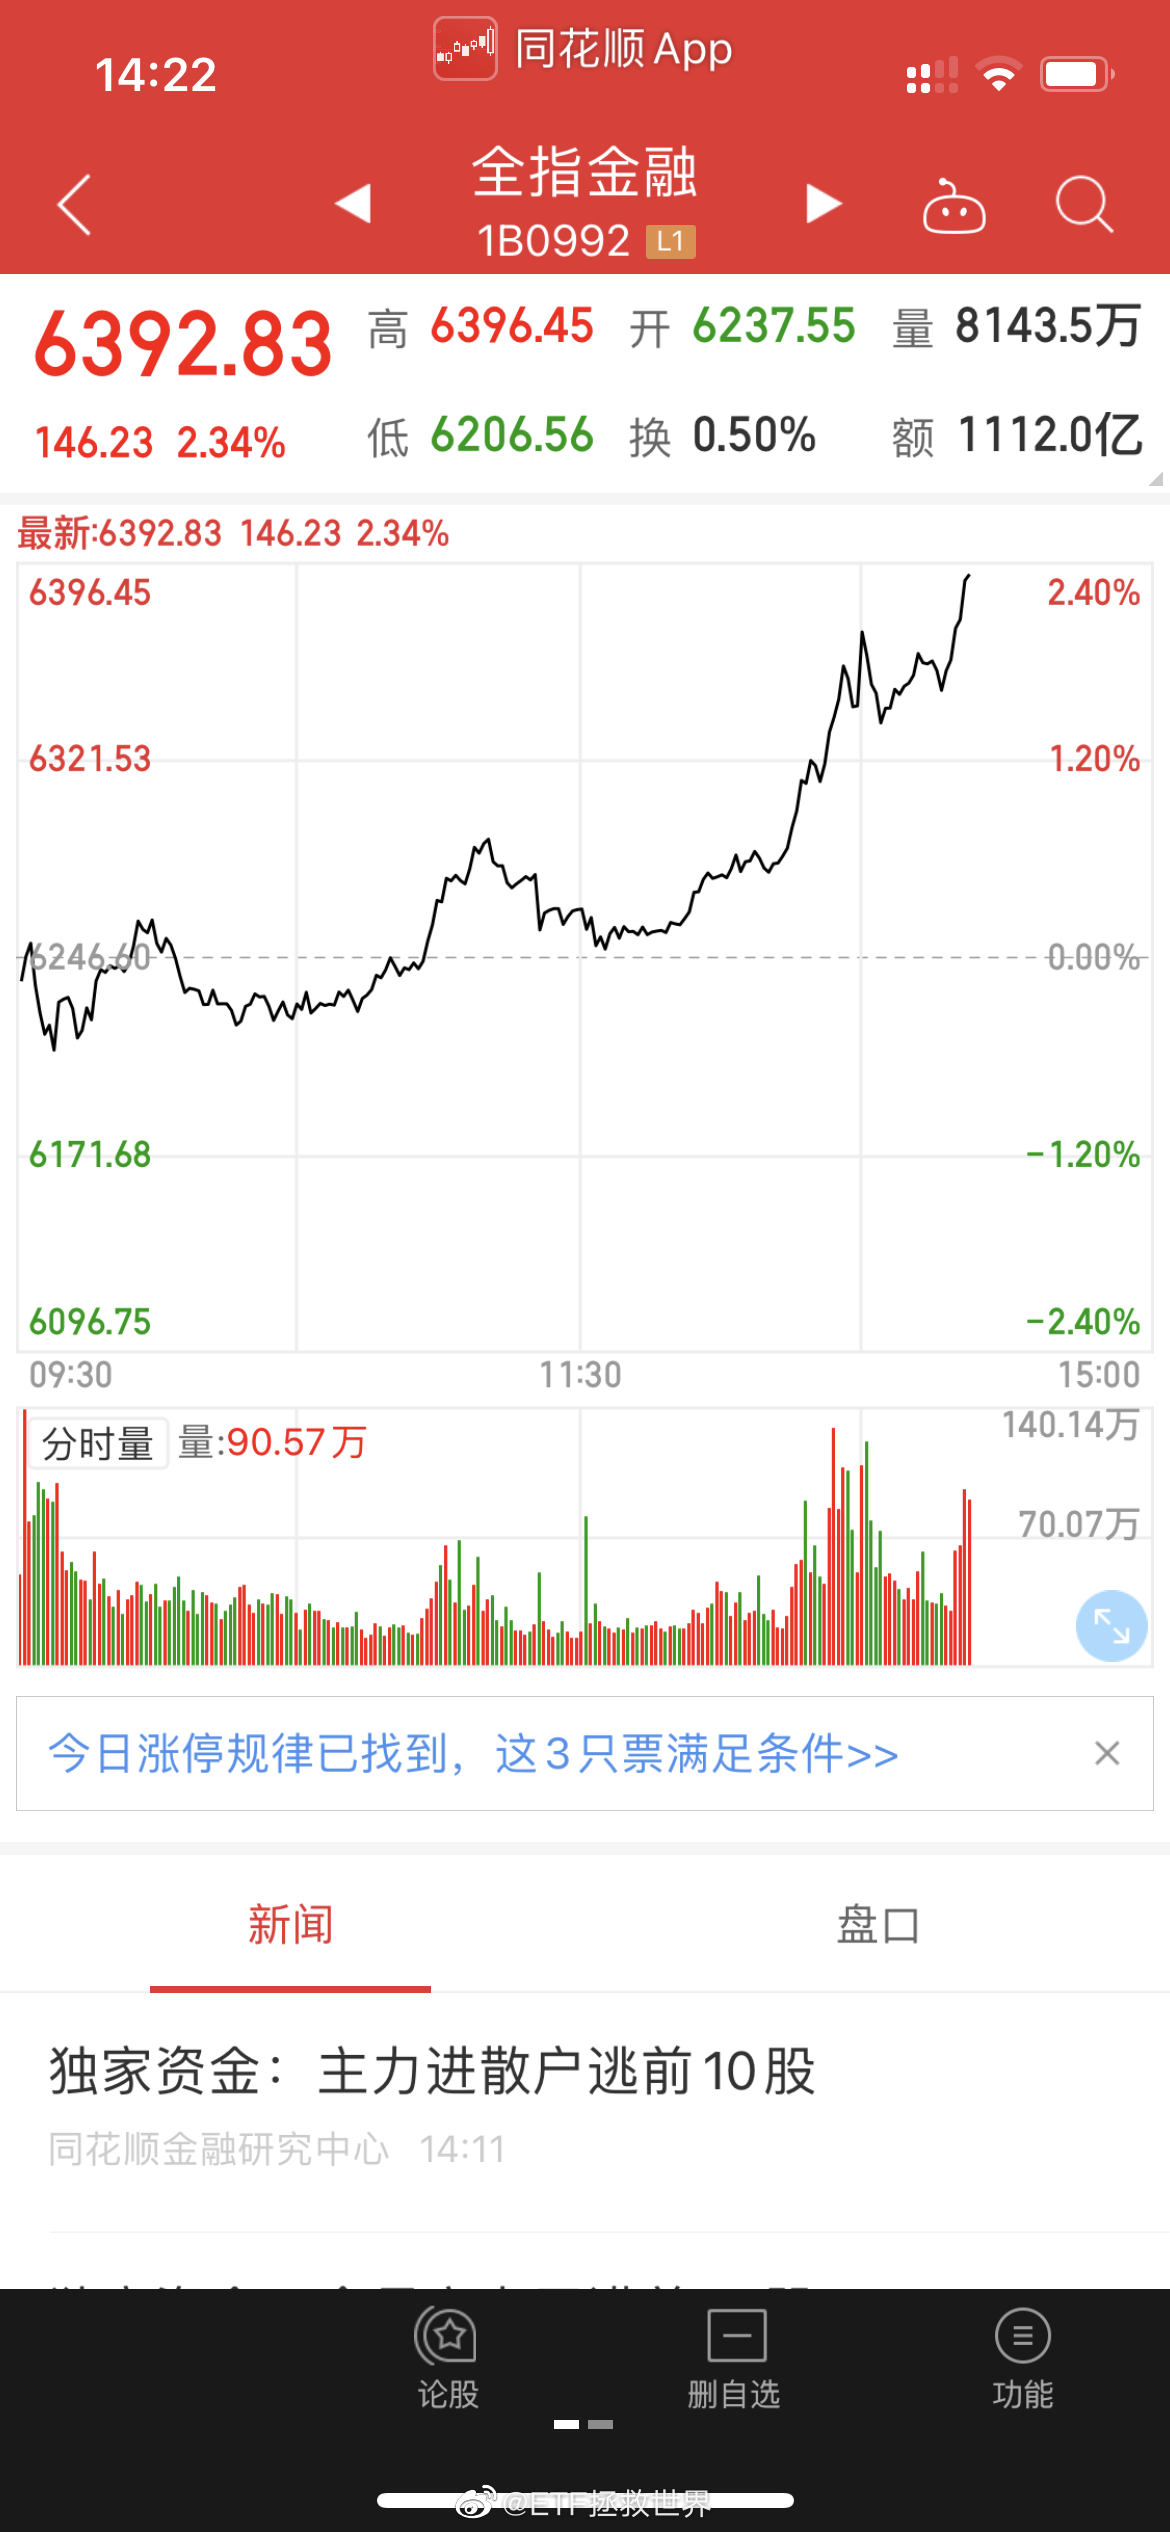 14:22
同花顺 App
全指金融
1B0992 L1
6392.83
高 6396.45 开 6237.55 量 8143.5万
146.23 2.34%
低 6206.56 换 0.50% 额 1112.0亿
最新:6392.83 146.23 2.34%
6396.45 2.40%
6321.53 1.20%
6246.60 0.00%
6171.68 -1.20%
6096.75 -2.40%
09:30 11:30 15:00
分时量 量:90.57万 140.14万
70.07万
今日涨停规律已找到，这3只票满足条件>>
新闻 盘口
独家资金：主力进散户逃前10股
同花顺金融研究中心 14:11
论股 删自选 功能
@ETF拯救世界